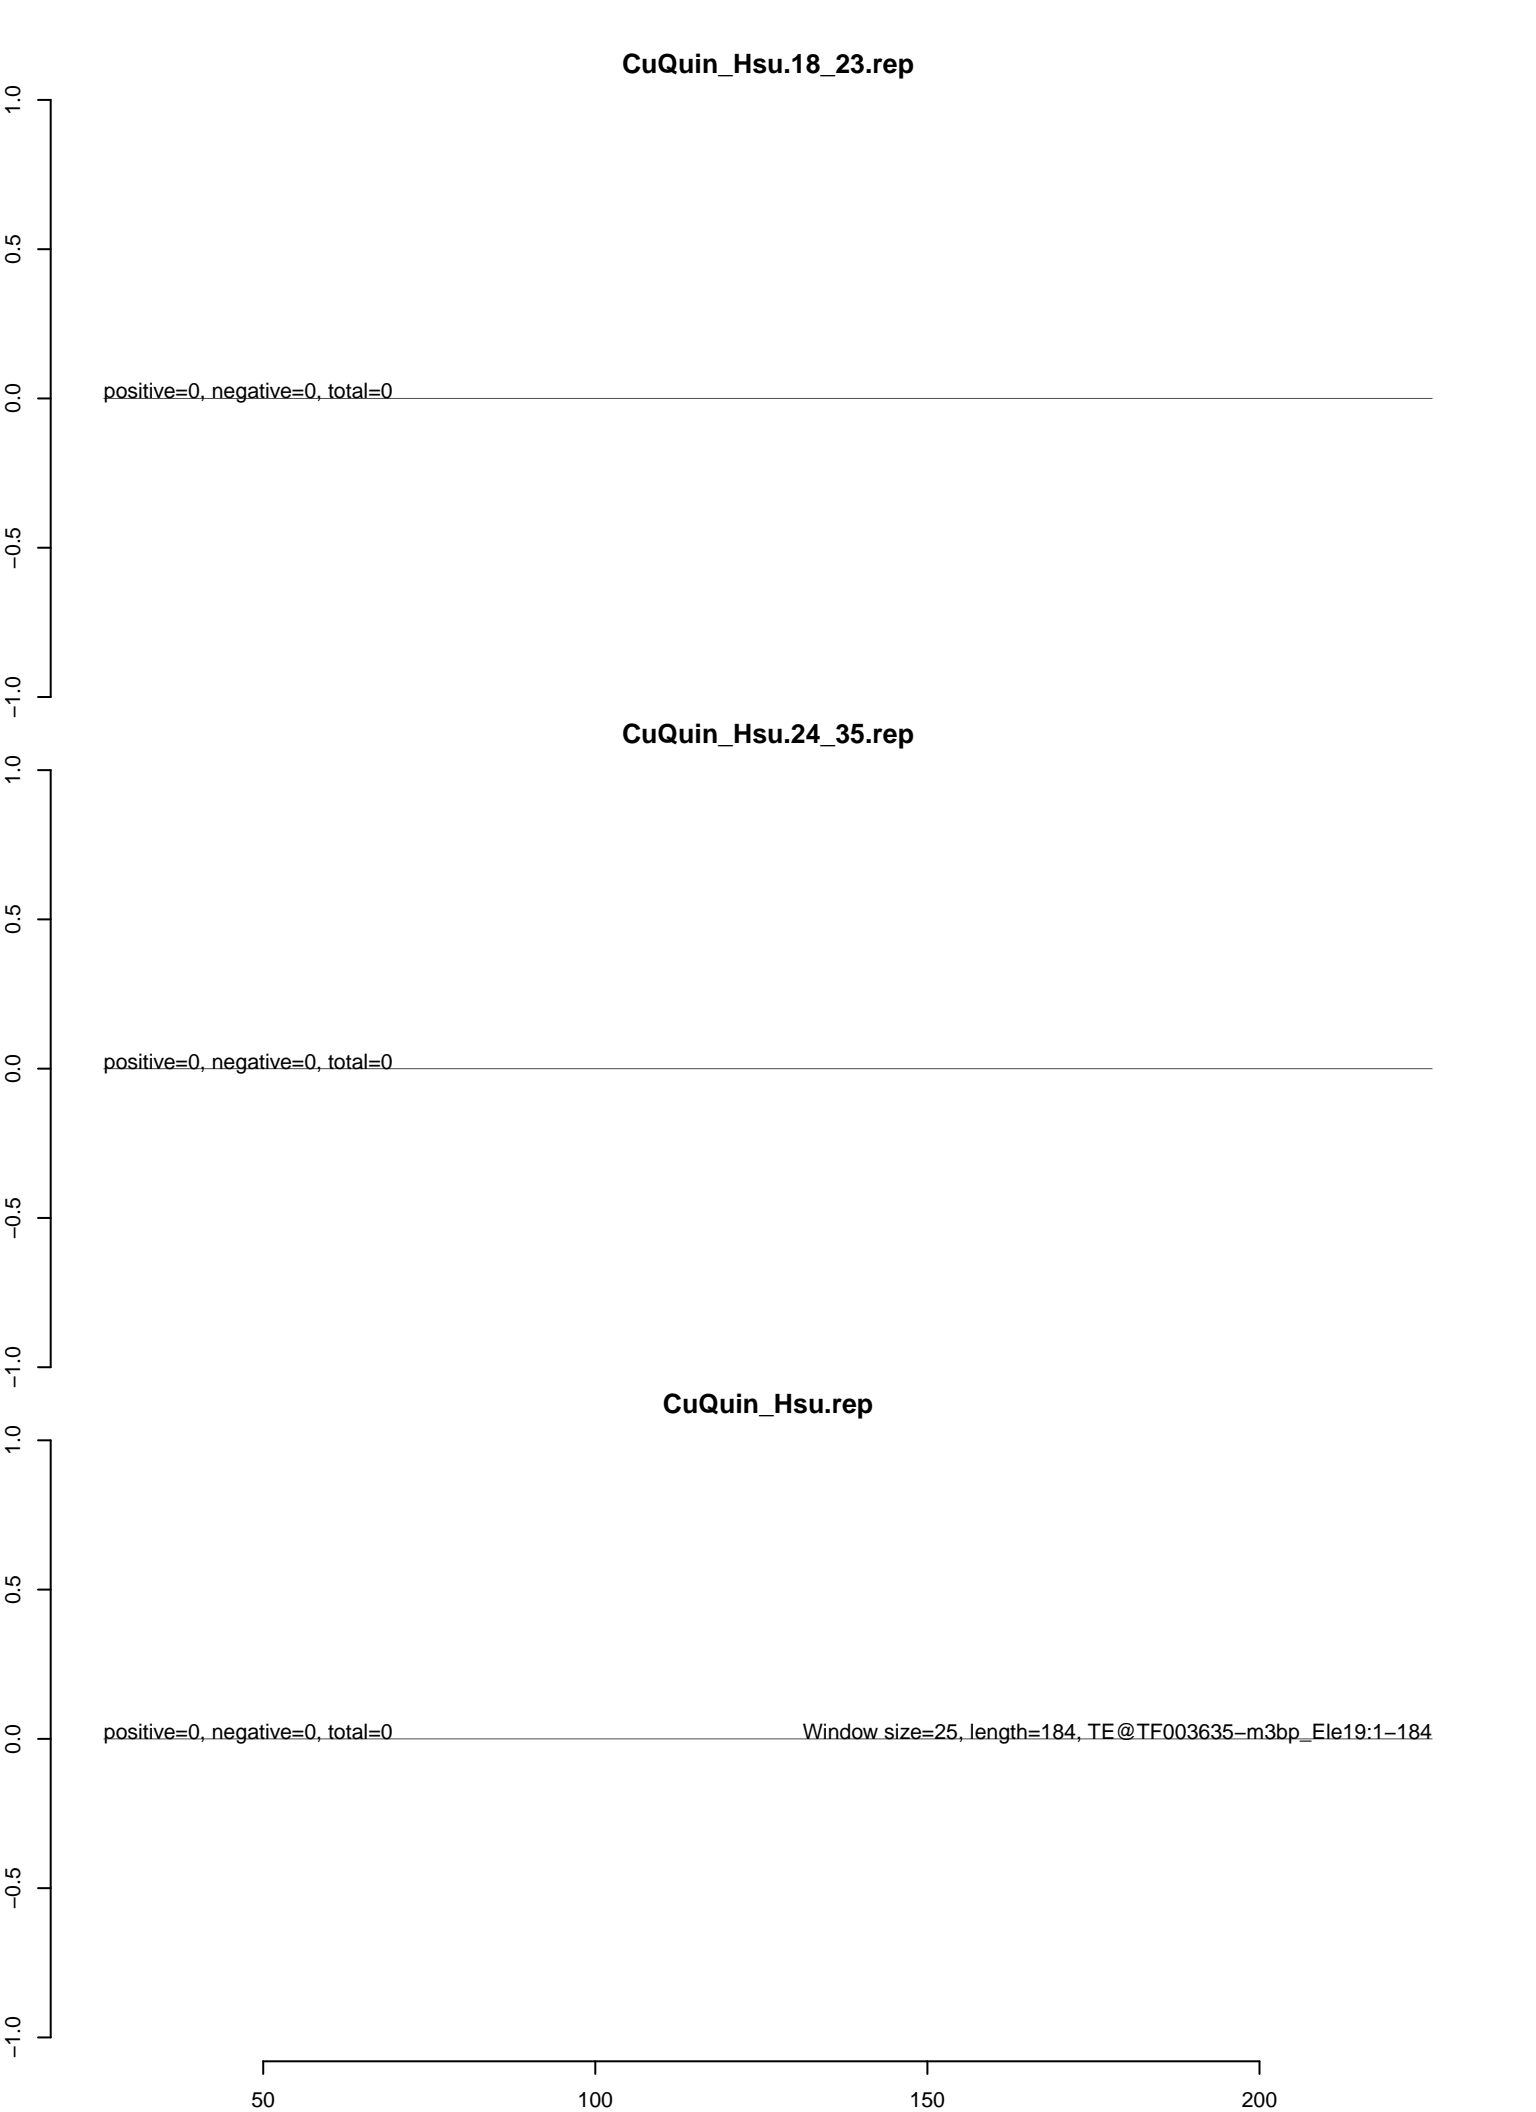 CuQuin_Hsu.18_23.rep
1.0
0.5
0.0
−0.5
−1.0
positive=0, negative=0, total=0
CuQuin_Hsu.24_35.rep
1.0
0.5
0.0
−0.5
−1.0
positive=0, negative=0, total=0
CuQuin_Hsu.rep
1.0
0.5
0.0
−0.5
−1.0
positive=0, negative=0, total=0
Window size=25, length=184, TE@TF003635−m3bp_Ele19:1−184
50 100 150 200